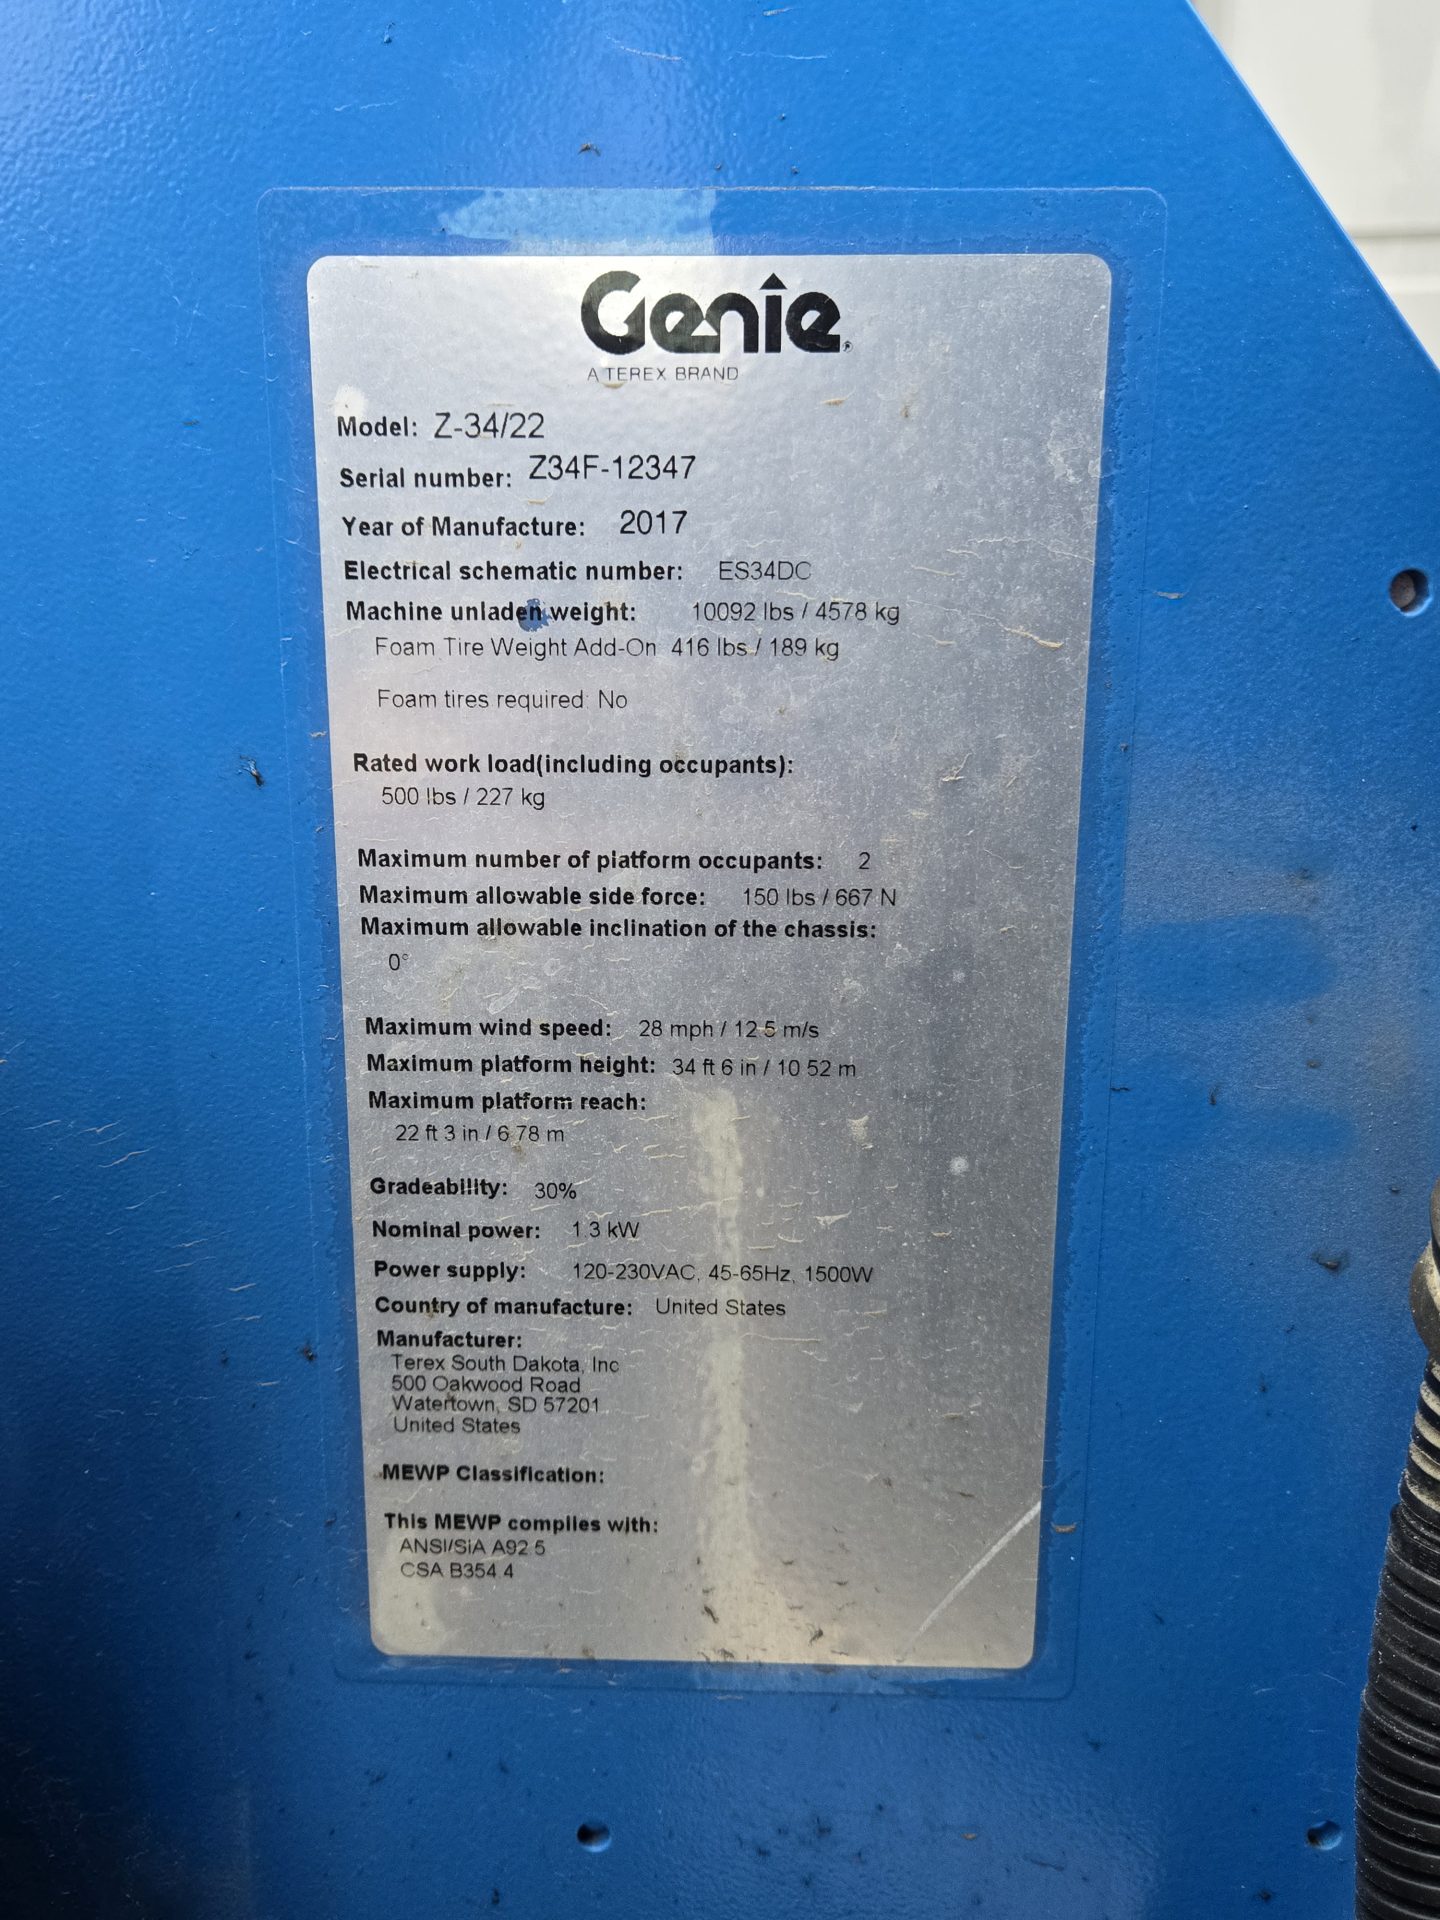 Genie®
A TEREX BRAND
Model: Z-34/22
Serial number: Z34F-12347
Year of Manufacture: 2017
Electrical schematic number: ES34DC
Machine unladen weight: 10092 lbs / 4578 kg
Foam Tire Weight Add-On 416 lbs / 189 kg
Foam tires required: No
Rated work load(including occupants):
500 lbs / 227 kg
Maximum number of platform occupants: 2
Maximum allowable side force: 150 lbs / 667 N
Maximum allowable inclination of the chassis:
0°
Maximum wind speed: 28 mph / 12.5 m/s
Maximum platform height: 34 ft 6 in / 10.52 m
Maximum platform reach:
22 ft 3 in / 6.78 m
Gradeability: 30%
Nominal power: 1.3 kW
Power supply: 120-230VAC, 45-65Hz, 1500W
Country of manufacture: United States
Manufacturer:
Terex South Dakota, Inc
500 Oakwood Road
Watertown, SD 57201
United States
MEWP Classification:
This MEWP complies with:
ANSI/SiA A92.5
CSA B354.4